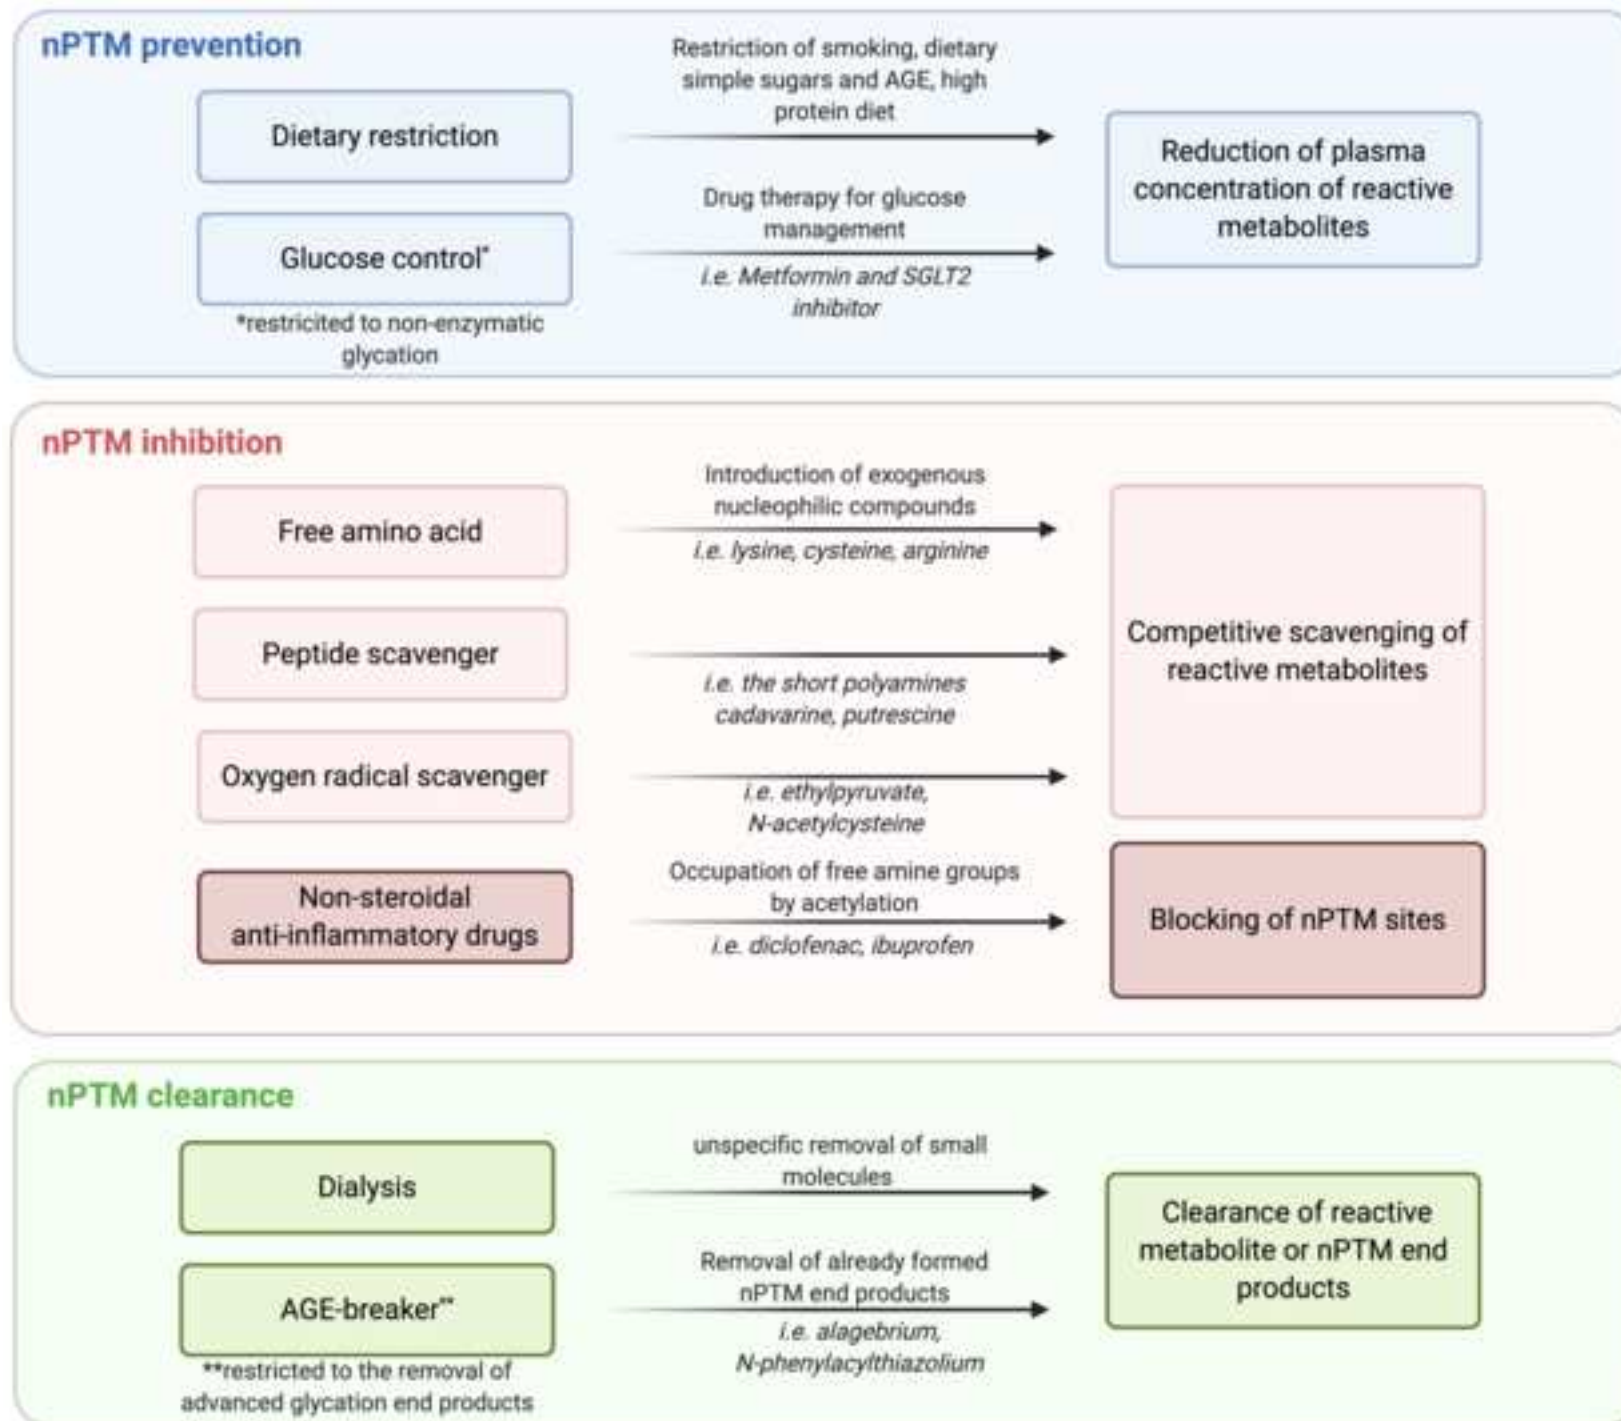 nPTM prevention
Restriction of smoking, dietary
simple sugars and AGE, high
protein diet
Dietary restriction
Reduction of plasma
concentration of reactive
metabolites
Drug therapy for glucose
management
Glucose control*
i.e. Metformin and SGLT2
inhibitor
*restricited to non-enzymatic
glycation
nPTM inhibition
Introduction of exogenous
nucleophilic compounds
Free amino acid
i.e. lysine, cysteine, arginine
Competitive scavenging of
reactive metabolites
Peptide scavenger
i.e. the short polyamines
cadavarine, putrescine
Oxygen radical scavenger
i.e. ethylpyruvate,
N-acetylcysteine
Occupation of free amine groups
by acetylation
Non-steroidal
anti-inflammatory drugs
i.e. diclofenac, ibuprofen
Blocking of nPTM sites
nPTM clearance
unspecific removal of small
molecules
Dialysis
Clearance of reactive
metabolite or nPTM end
products
Removal of already formed
nPTM end products
AGE-breaker**
i.e. alagebrium,
N-phenylacylthiazolium
**restricted to the removal of
advanced glycation end products